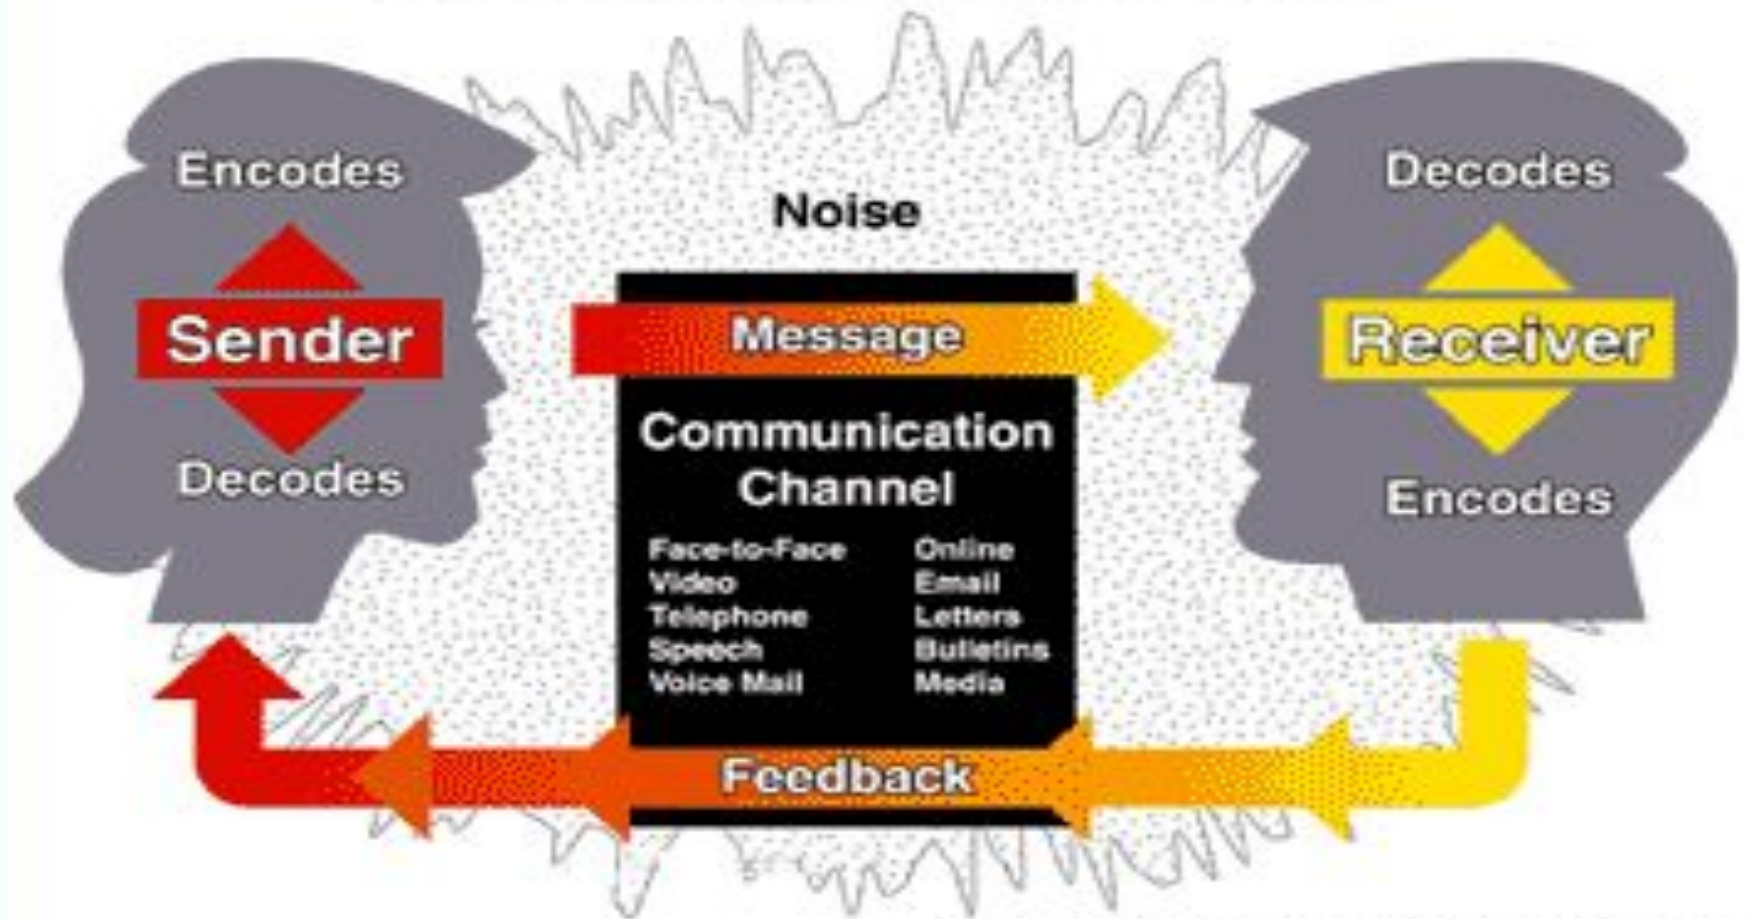 Encodes
Sender
Decodes
Noise
Message
Communication
Channel
Face-to-Face
Video
Telephone
Speech
Voice Mail
Online
Email
Letters
Bulletins
Media
Feedback
Decodes
Receiver
Encodes